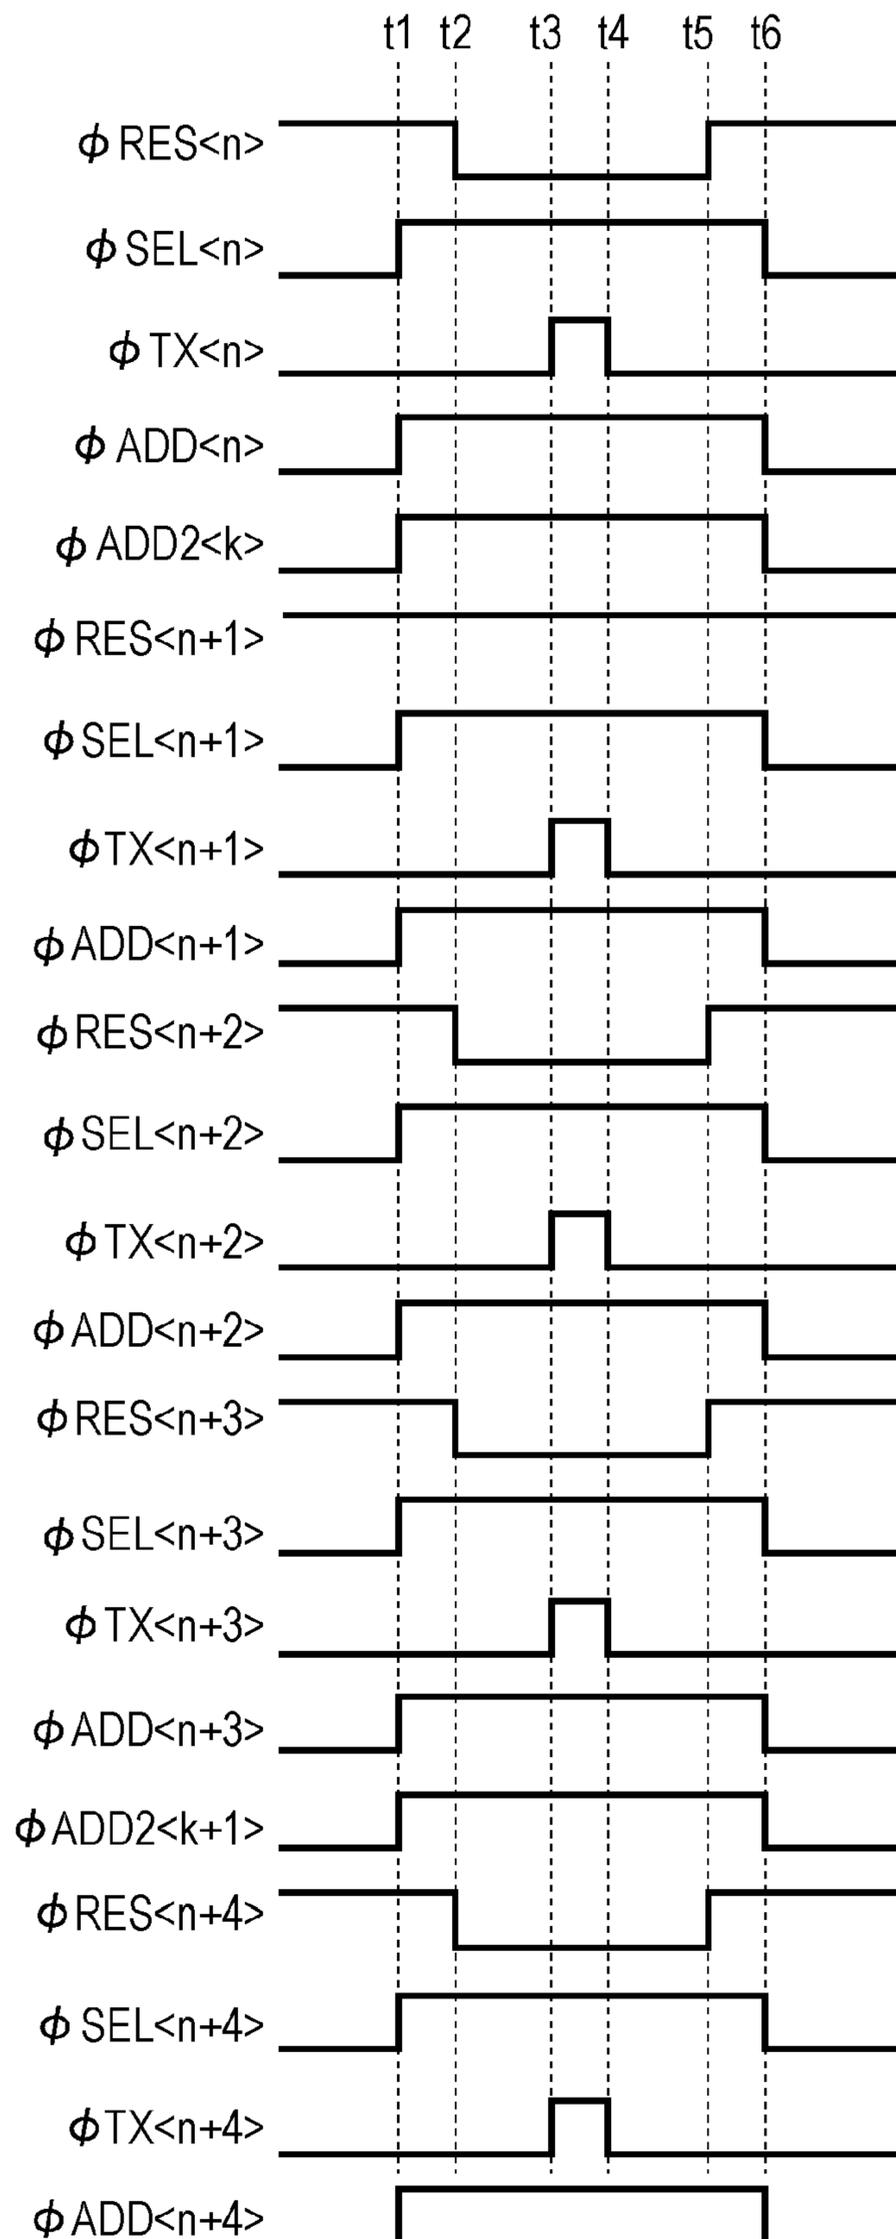 t1 t2 t3 t4 t5 t6
ϕ RES<n>
ϕ SEL<n>
ϕ TX<n>
ϕ ADD<n>
ϕ ADD2<k>
ϕ RES<n+1>
ϕ SEL<n+1>
ϕ TX<n+1>
ϕ ADD<n+1>
ϕ RES<n+2>
ϕ SEL<n+2>
ϕ TX<n+2>
ϕ ADD<n+2>
ϕ RES<n+3>
ϕ SEL<n+3>
ϕ TX<n+3>
ϕ ADD<n+3>
ϕ ADD2<k+1>
ϕ RES<n+4>
ϕ SEL<n+4>
ϕ TX<n+4>
ϕ ADD<n+4>